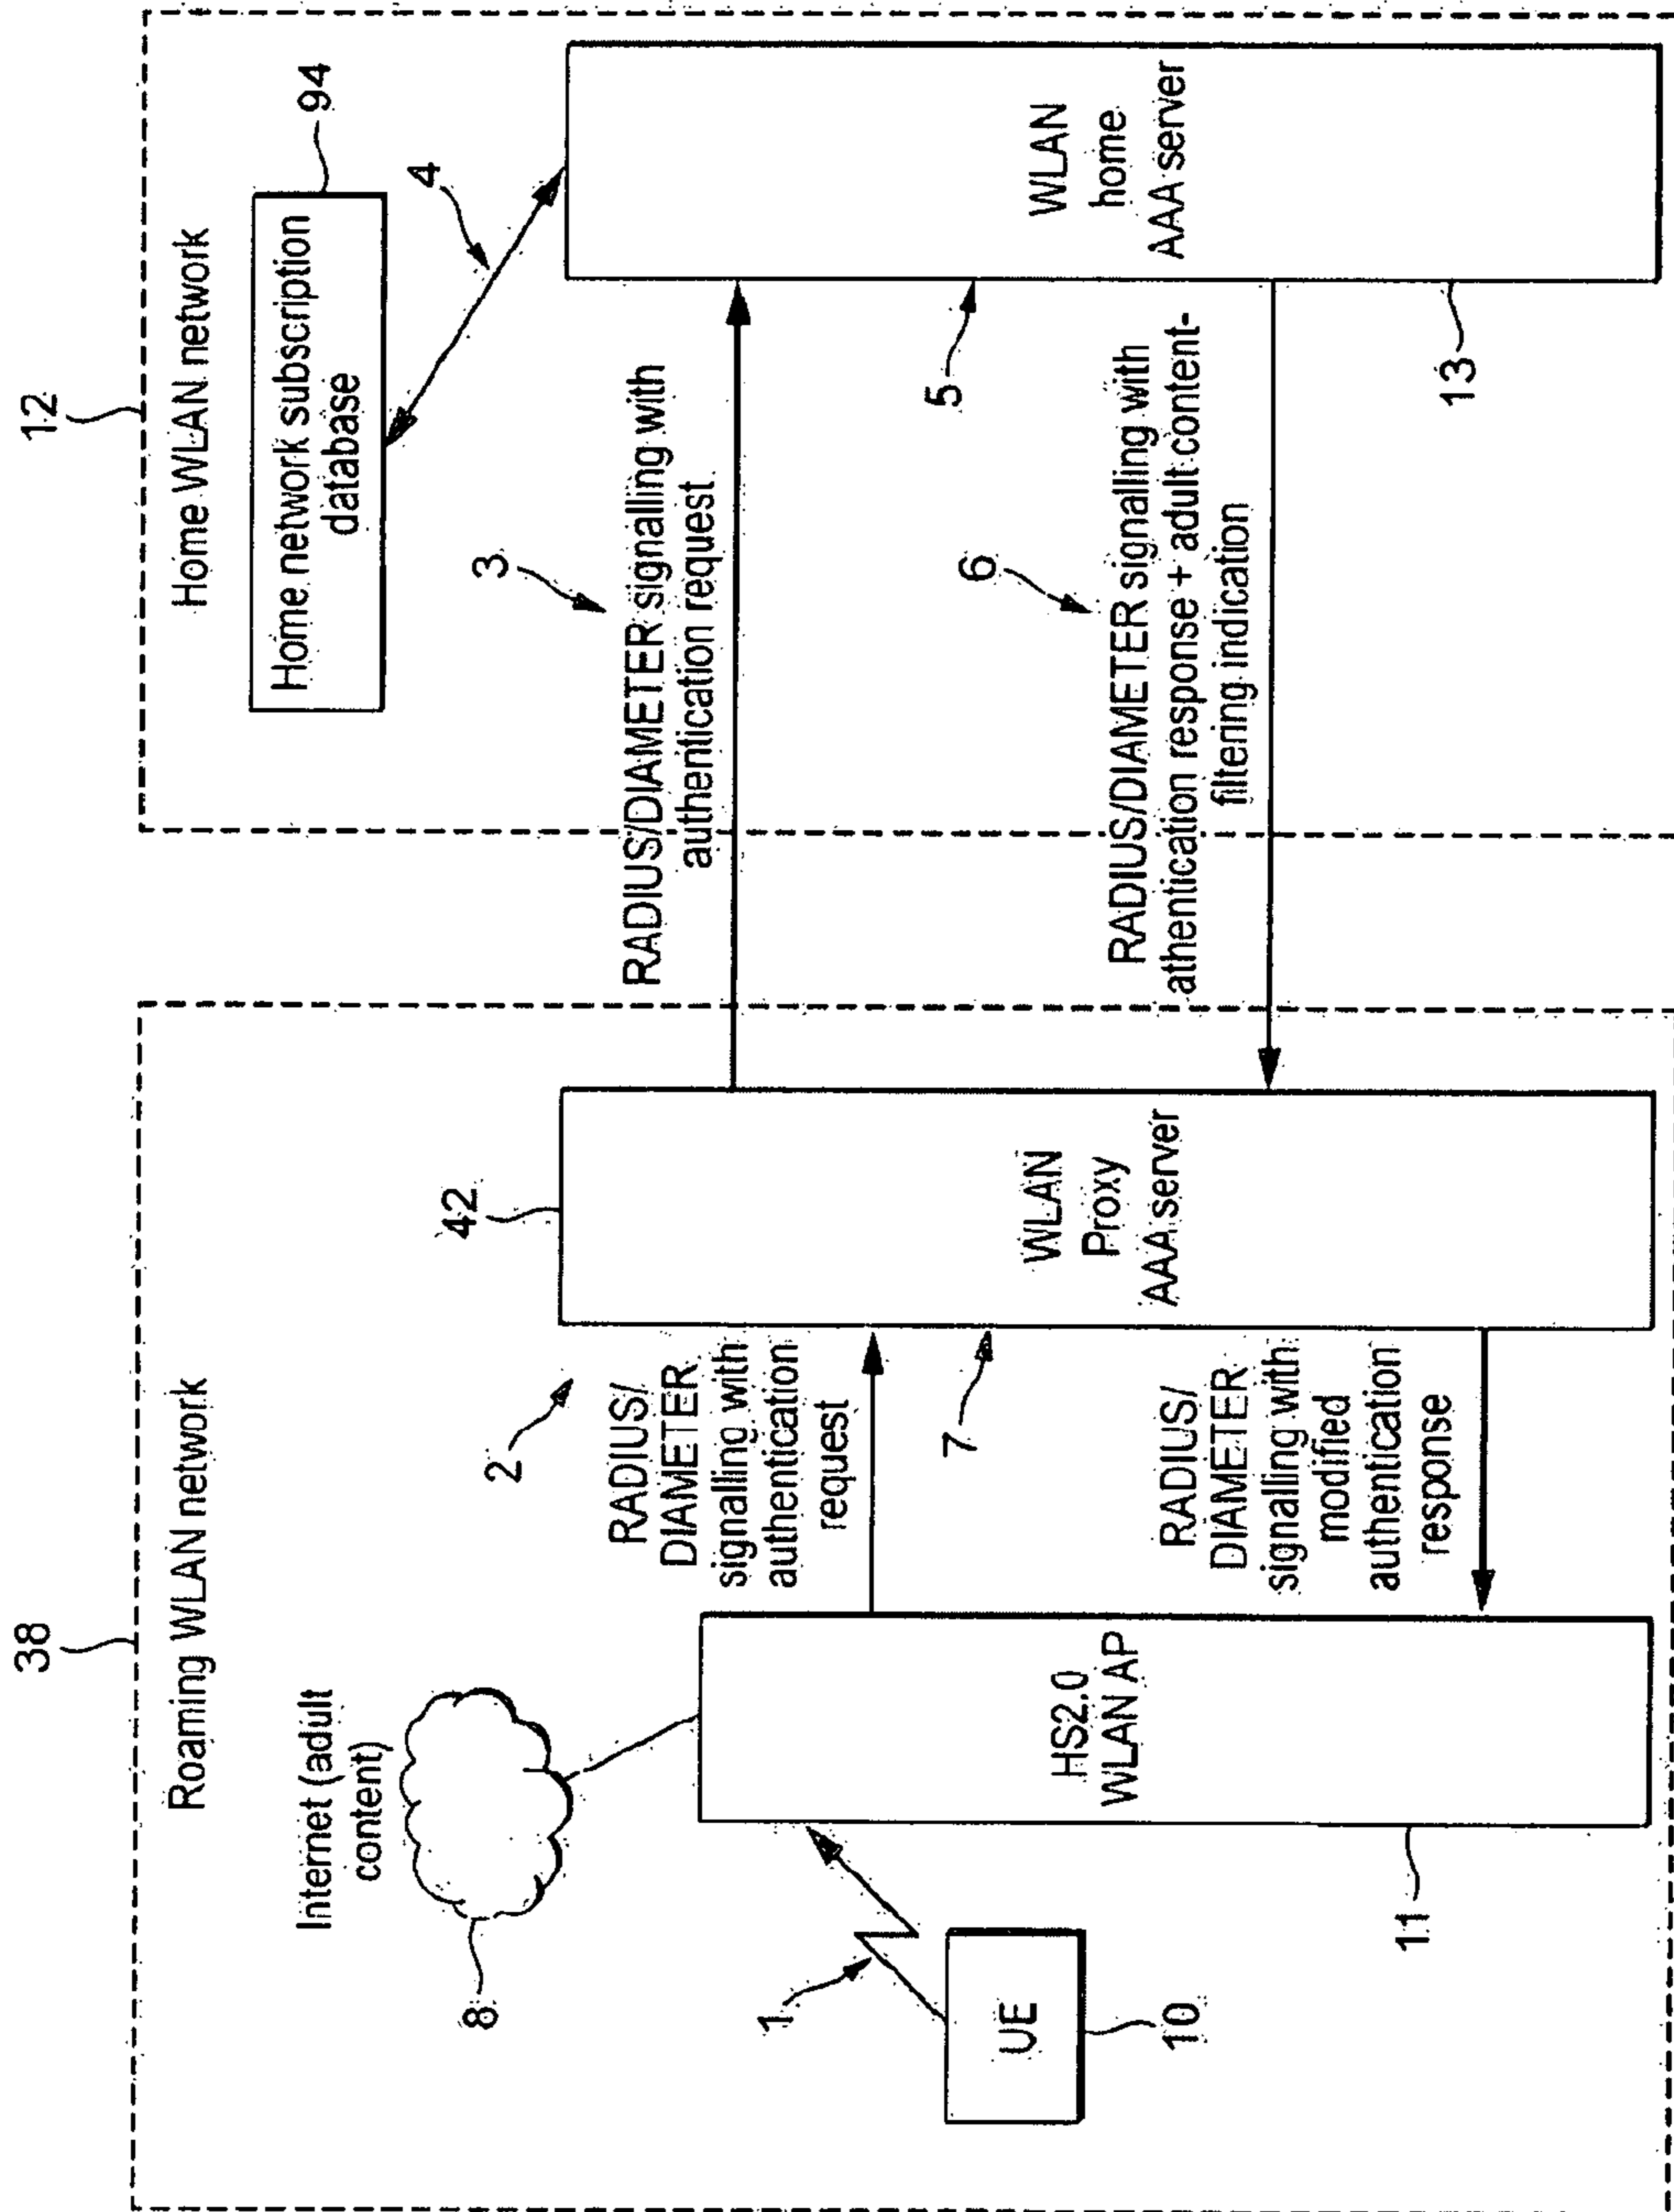 38
Roaming WLAN network
Internet (adult
content)
8
1
UE
10
HS2.0
WLAN AP
11
2
RADIUS/
DIAMETER
signalling with
authentication
request
7
RADIUS/
DIAMETER
signalling with
modified
authentication
response
42
WLAN
Proxy
AAA server
12
Home WLAN network
Home network subscription
database
94
4
3
RADIUS/DIAMETER signalling with
authentication request
5
6
RADIUS/DIAMETER signalling with
athentication response + adult content-
filtering indication
WLAN
home
AAA server
13